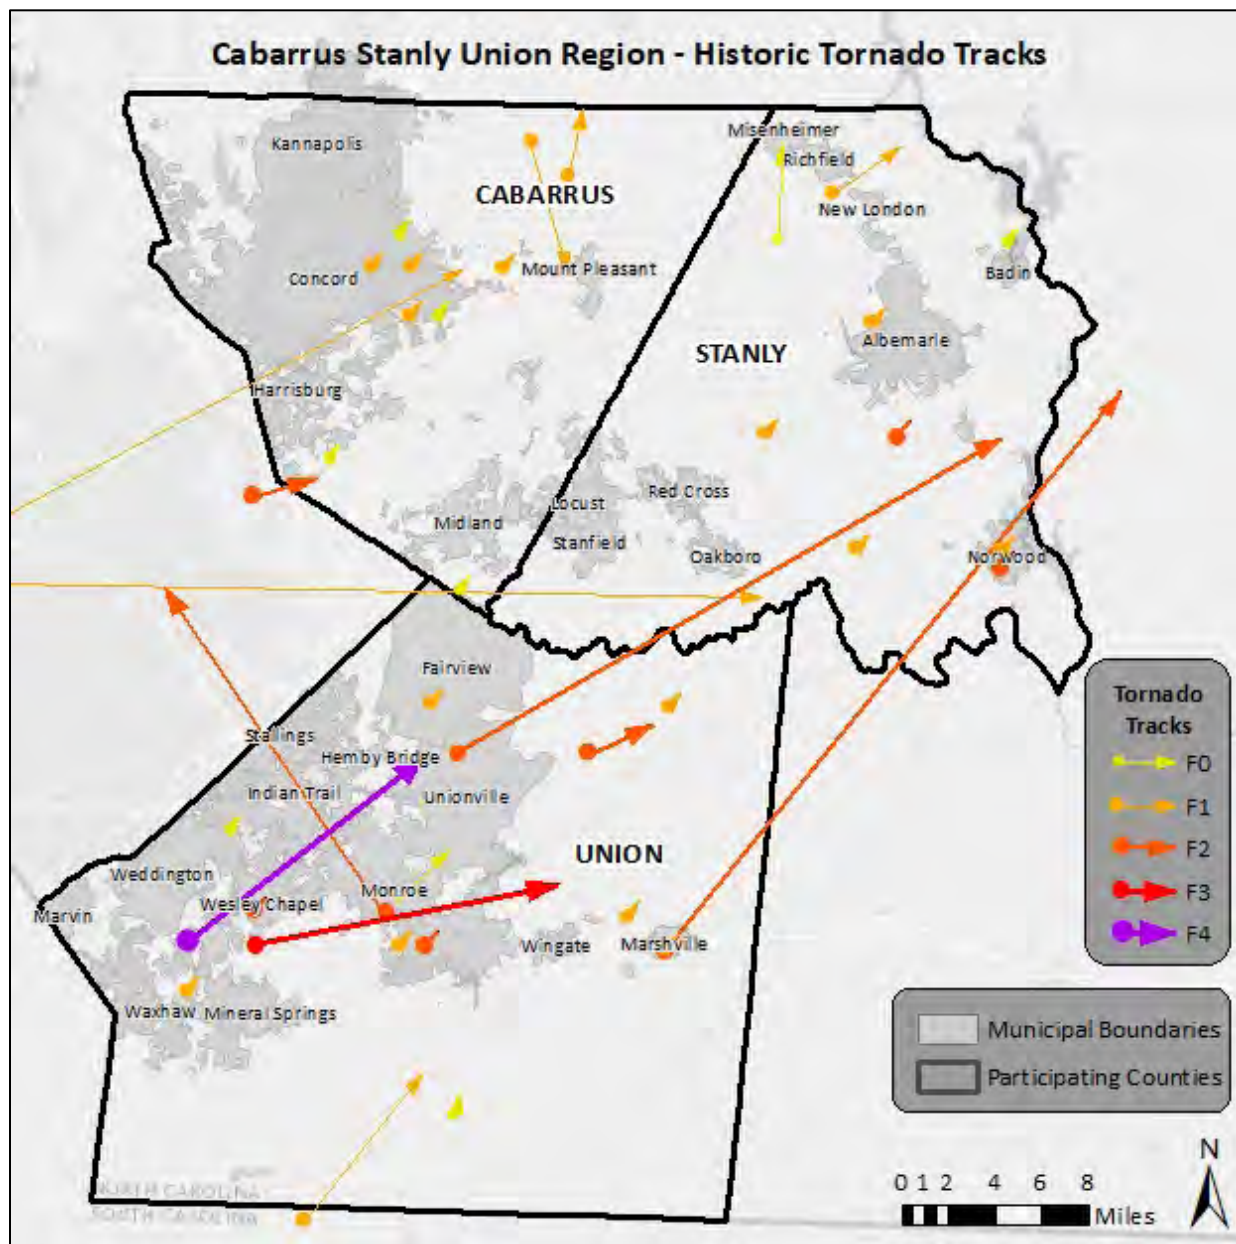 Cabarrus Stanly Union Region - Historic Tornado Tracks
Misenheimer
Kannapolis
Richfield
CABARRUS
New London
Mount Pleasant
Concord
Badin
Albemarle
STANLY
Harrisburg
Red Cross
Locust
Midland
Stanfield
Oakboro
Norwood
Fairview
Stallings
Hemby Bridge
Indian Trail
Unionville
UNION
Weddington
Monroe
Wesley Chapel
Marvin
Wingate
Marshville
Waxhaw
Mineral Springs
NORTH CAROLINA
SOUTH CAROLINA
Tornado
Tracks
F0
F1
F2
F3
F4
Municipal Boundaries
Participating Counties
N
0 1 2 4 6 8
Miles